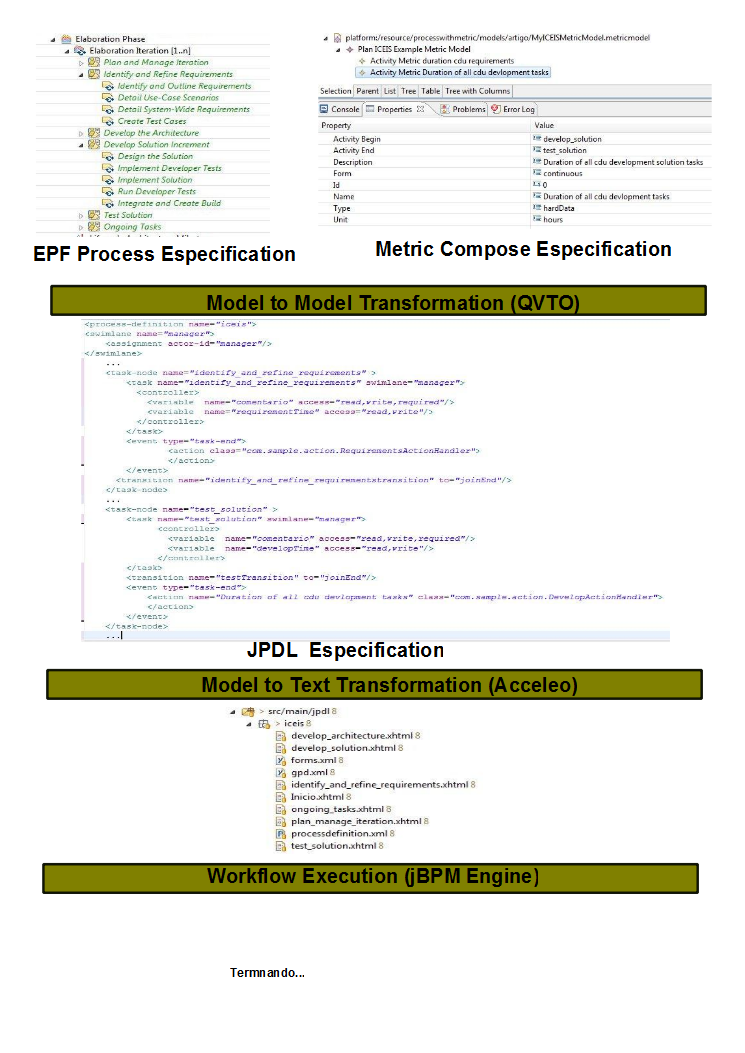 Elaboration Phase
Elaboration Iteration [1..n]
Plan and Manage Iteration
Identify and Refine Requirements
Identify and Outline Requirements
Detail Use-Case Scenarios
Detail System-Wide Requirements
Create Test Cases
Develop the Architecture
Develop Solution Increment
Design the Solution
Implement Developer Tests
Implement Solution
Run Developer Tests
Integrate and Create Build
Test Solution
Ongoing Tasks
EPF Process Especification
platform:/resource/processwithmetric/models/artigo/MyICEISMetricModel.metricmodel
Plan ICEIS Example Metric Model
Activity Metric duration cdu requirements
Activity Metric Duration of all cdu devlopment tasks
Selection Parent List Tree Table Tree with Columns
Console Properties Problems Error Log
Property Value
Activity Begin develop_solution
Activity End test_solution
Description Duration of all cdu development solution tasks
Form continuous
Id 0
Name Duration of all cdu devlopment tasks
Type hardData
Unit hours
Metric Compose Especification
Model to Model Transformation (QVTO)
<process-definition name="iceis">
<swimlane name="manager">
<assignment actor-id="manager"/>
</swimlane>
...
<task-node name="identify_and_refine_requirements" >
<task name="identify_and_refine_requirements" swimlane="manager">
<controller>
<variable name="comentario" access="read,write,required"/>
<variable name="requirementTime" access="read,write"/>
</controller>
</task>
<event type="task-end">
<action class="com.sample.action.RequirementsActionHandler">
</action>
</event>
<transition name="identify_and_refine_requirementstransition" to="joinEnd"/>
</task-node>
...
<task-node name="test_solution" >
<task name="test_solution" swimlane="manager">
<controller>
<variable name="comentario" access="read,write,required"/>
<variable name="developTime" access="read,write"/>
</controller>
</task>
<transition name="testTransition" to="joinEnd"/>
<event type="task-end">
<action name="Duration of all cdu devlopment tasks" class="com.sample.action.DevelopActionHandler">
</action>
</event>
</task-node>
...
JPDL Especification
Model to Text Transformation (Acceleo)
> src/main/jpdl 8
> iceis 8
develop_architecture.xhtml 8
develop_solution.xhtml 8
forms.xml 8
gpd.xml 8
identify_and_refine_requirements.xhtml 8
Inicio.xhtml 8
ongoing_tasks.xhtml 8
plan_manage_iteration.xhtml 8
processdefinition.xml 8
test_solution.xhtml 8
Workflow Execution (jBPM Engine)
Termnando...